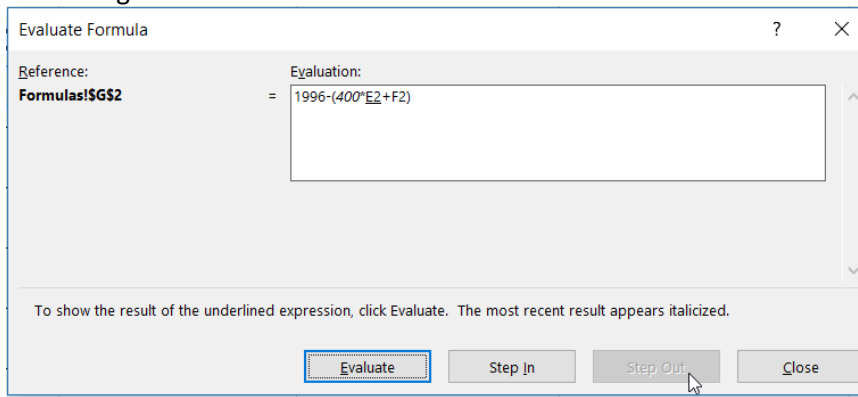 Evaluate Formula ?
Reference: Evaluation:
Formulas!$G$2 = 1996-(400*E2+F2)
To show the result of the underlined expression, click Evaluate. The most recent result appears italicized.
Evaluate Step In Step Out Close